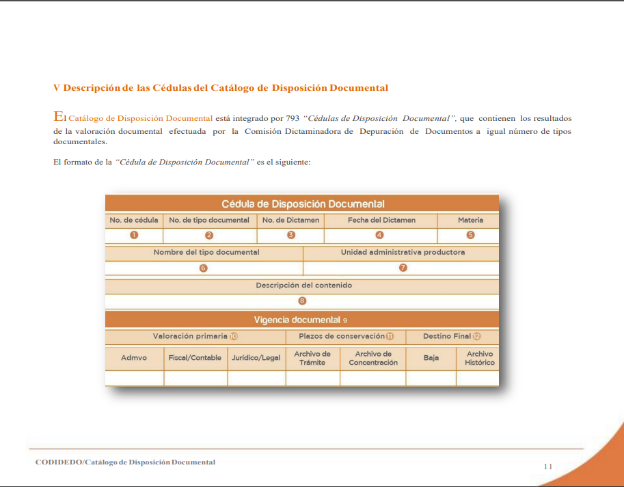 V Descripción de las Cédulas del Catálogo de Disposición Documental
El Catálogo de Disposición Documental está integrado por 793 “Cédulas de Disposición Documental”, que contienen los resultados
de la valoración documental efectuada por la Comisión Dictaminadora de Depuración de Documentos a igual número de tipos
documentales.
El formato de la “Cédula de Disposición Documental” es el siguiente:
Cédula de Disposición Documental
No. de cédula No. de tipo documental No. de Dictamen Fecha del Dictamen Materia
1 2 3 4 5
Nombre del tipo documental Unidad administrativa productora
6 7
Descripción del contenido
8
Vigencia documental 9
Valoración primaria 10 Plazos de conservación 11 Destino Final 12
Admvo Fiscal/Contable Jurídico/Legal Archivo de Trámite Archivo de Concentración Baja Archivo Histórico
CODIDEDO/Catálogo de Disposición Documental
11